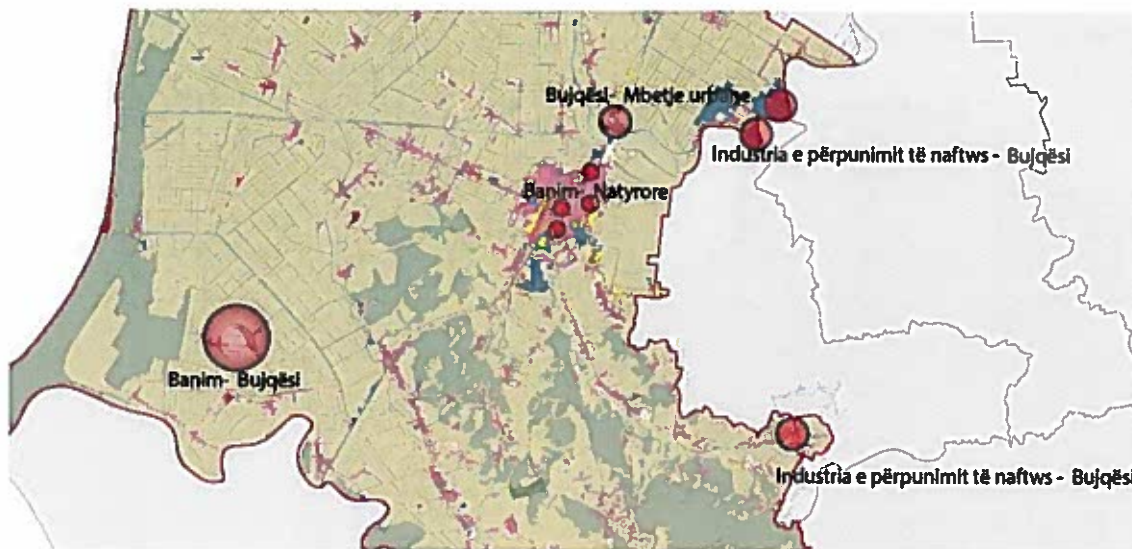 Bujqësi- Mbetje urbane
Industria e përpunimit të naftws - Bujqësi
Banim- Natyrore
Banim- Bujqësi
Industria e përpunimit të naftws - Bujqësi